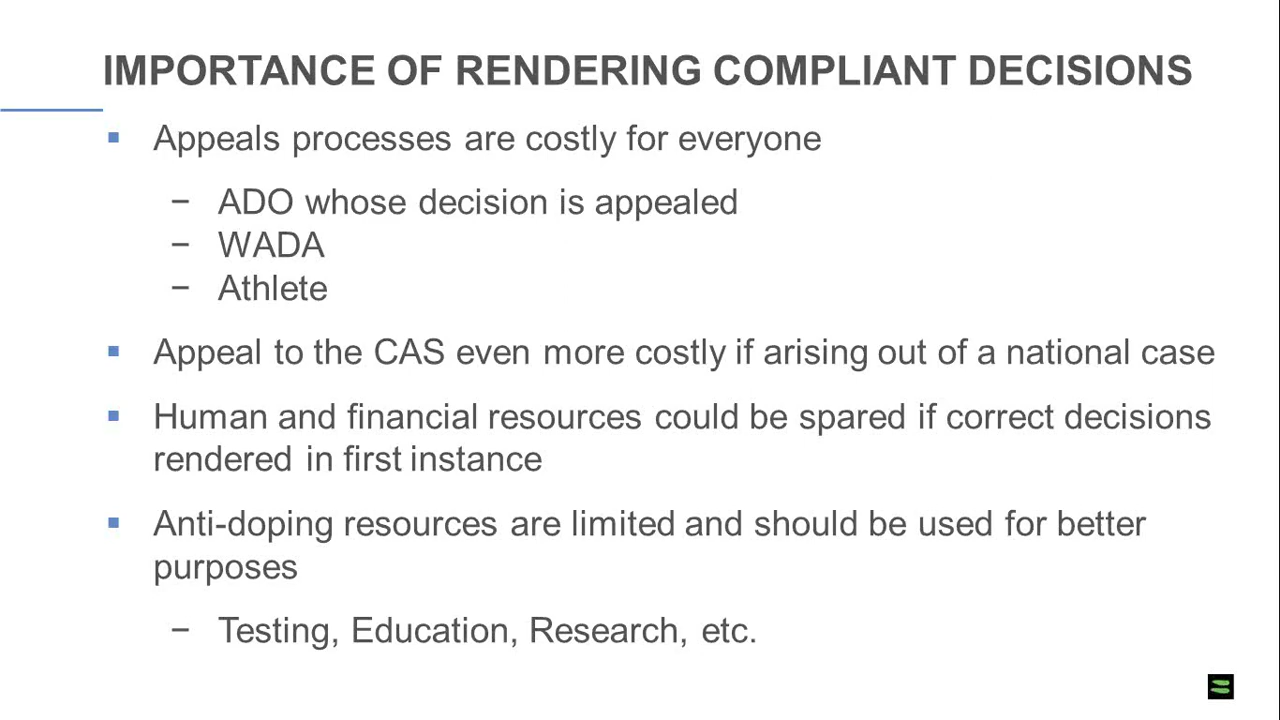 IMPORTANCE OF RENDERING COMPLIANT DECISIONS
▪ Appeals processes are costly for everyone
− ADO whose decision is appealed
− WADA
− Athlete
▪ Appeal to the CAS even more costly if arising out of a national case
▪ Human and financial resources could be spared if correct decisions
rendered in first instance
▪ Anti-doping resources are limited and should be used for better
purposes
− Testing, Education, Research, etc.